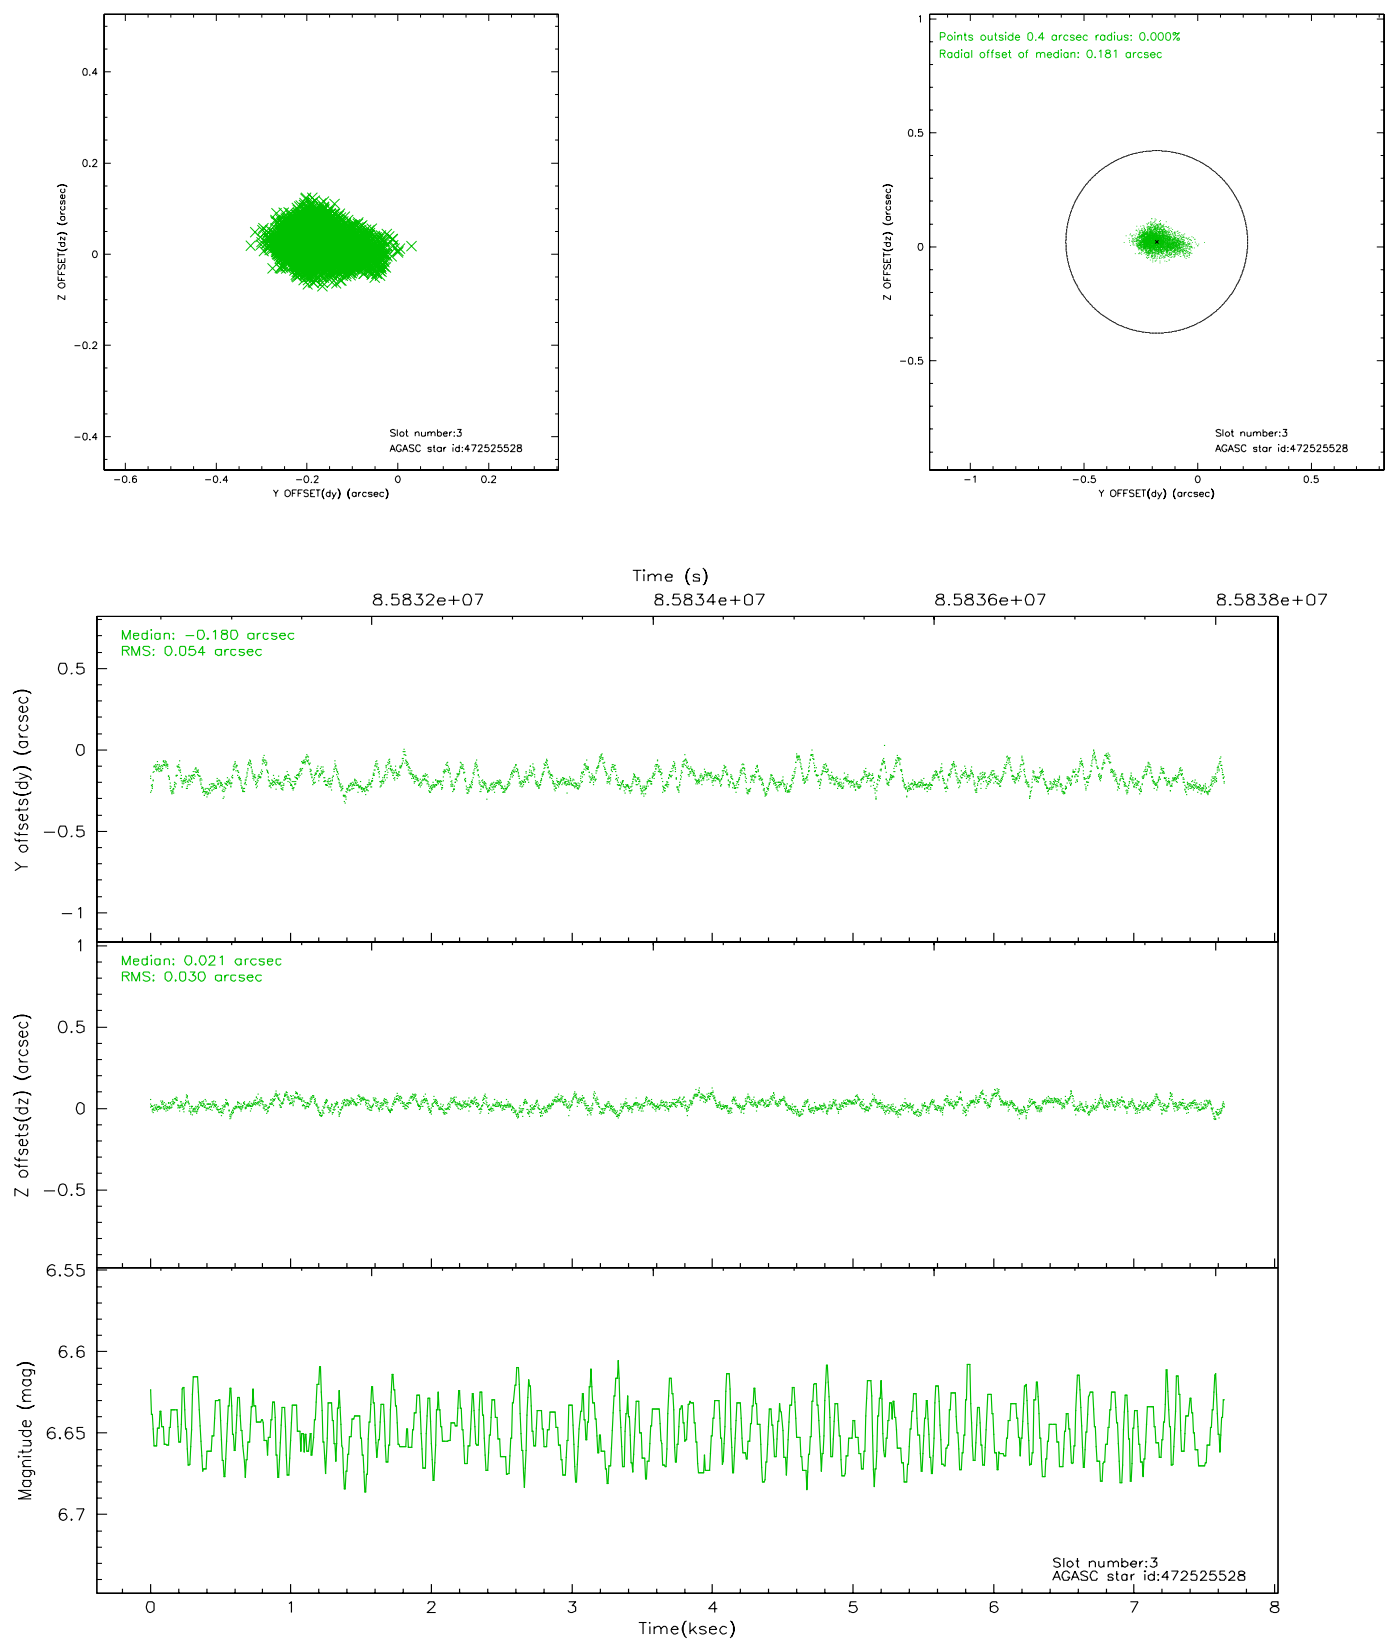 0.4
0.2
0
−0.2
−0.4
Z OFFSET(dz) (arcsec)
−0.6 −0.4 −0.2 0 0.2
Y OFFSET(dy) (arcsec)
Slot number:3
AGASC star id:472525528
Points outside 0.4 arcsec radius: 0.000%
Radial offset of median: 0.181 arcsec
1
0.5
0
−0.5
Z OFFSET(dz) (arcsec)
−1 −0.5 0 0.5
Y OFFSET(dy) (arcsec)
Slot number:3
AGASC star id:472525528
Time (s)
8.5832e+07 8.5834e+07 8.5836e+07 8.5838e+07
Median: −0.180 arcsec
RMS: 0.054 arcsec
0.5
0
−0.5
−1
Y offsets(dy) (arcsec)
Median: 0.021 arcsec
RMS: 0.030 arcsec
1
0.5
0
−0.5
Z offsets(dz) (arcsec)
6.55
6.6
6.65
6.7
Magnitude (mag)
Slot number:3
AGASC star id:472525528
0 1 2 3 4 5 6 7 8
Time(ksec)